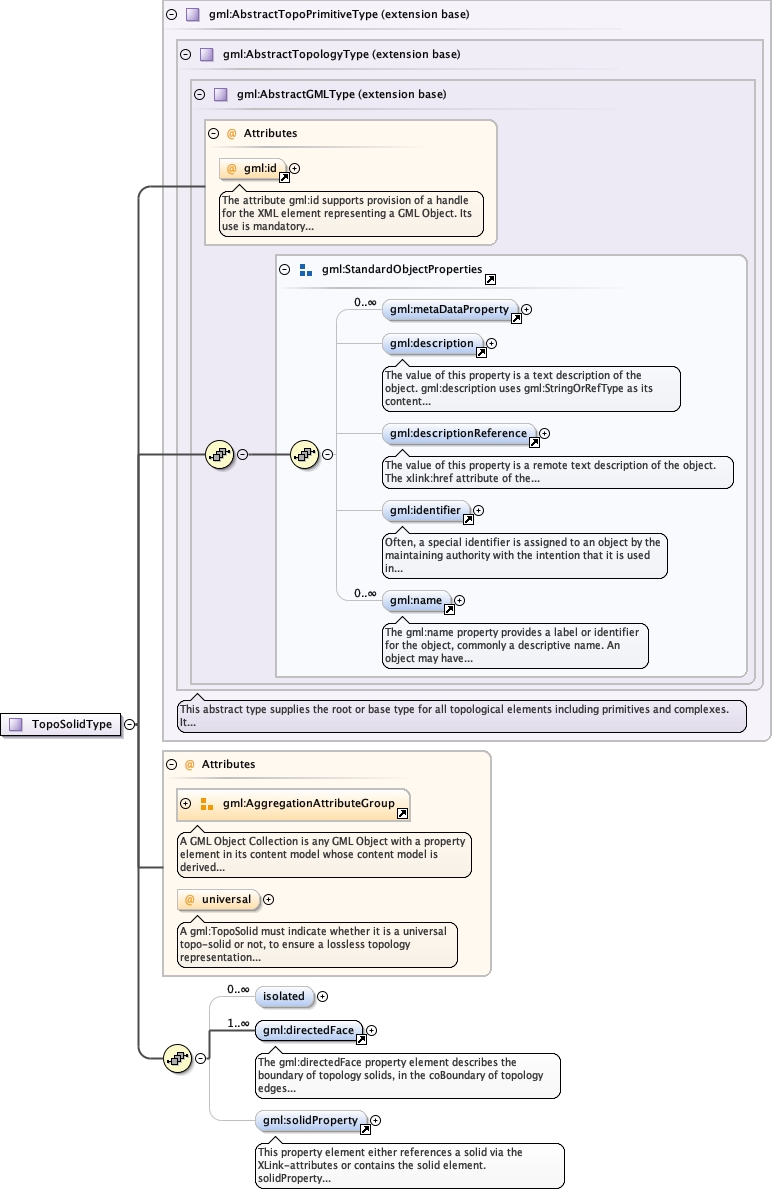 gml:AbstractTopoPrimitiveType (extension base)
gml:AbstractTopologyType (extension base)
gml:AbstractGMLType (extension base)
@ Attributes
@ gml:id
The attribute gml:id supports provision of a handle
for the XML element representing a GML Object. Its
use is mandatory...
gml:StandardObjectProperties
0..∞
gml:metaDataProperty
gml:description
The value of this property is a text description of the
object. gml:description uses gml:StringOrRefType as its
content...
gml:descriptionReference
The value of this property is a remote text description of the object.
The xlink:href attribute of the...
gml:identifier
Often, a special identifier is assigned to an object by the
maintaining authority with the intention that it is used
in...
0..∞
gml:name
The gml:name property provides a label or identifier
for the object, commonly a descriptive name. An
object may have...
This abstract type supplies the root or base type for all topological elements including primitives and complexes.
It...
TopoSolidType
@ Attributes
gml:AggregationAttributeGroup
A GML Object Collection is any GML Object with a property
element in its content model whose content model is
derived...
@ universal
A gml:TopoSolid must indicate whether it is a universal
topo-solid or not, to ensure a lossless topology
representation...
0..∞
isolated
1..∞
gml:directedFace
The gml:directedFace property element describes the
boundary of topology solids, in the coBoundary of topology
edges...
gml:solidProperty
This property element either references a solid via the
XLink-attributes or contains the solid element.
solidProperty...